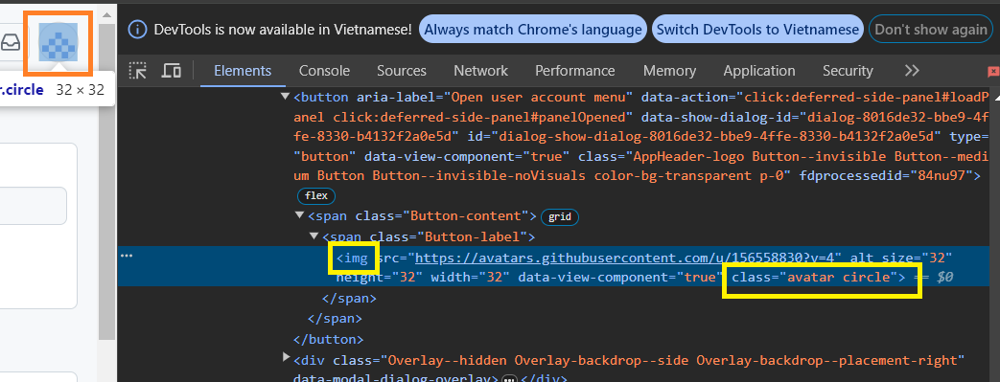 DevTools is now available in Vietnamese! Always match Chrome's language Switch DevTools to Vietnamese Don't show again
r.circle 32 × 32
Elements Console Sources Network Performance Memory Application Security
<button aria-label="Open user account menu" data-action="click:deferred-side-panel#loadP
anel click:deferred-side-panel#panelOpened" data-show-dialog-id="dialog-8016de32-bbe9-4f
fe-8330-b4132f2a0e5d" id="dialog-show-dialog-8016de32-bbe9-4ffe-8330-b4132f2a0e5d" type=
"button" data-view-component="true" class="AppHeader-logo Button--invisible Button--medi
um Button Button--invisible-noVisuals color-bg-transparent p-0" fdprocessedid="84nu97">
flex
<span class="Button-content"> grid
<span class="Button-label">
<img src="https://avatars.githubusercontent.com/u/156558830?v=4" alt size="32"
height="32" width="32" data-view-component="true" class="avatar circle"> == $0
</span>
</span>
</button>
<div class="Overlay--hidden Overlay-backdrop--side Overlay-backdrop--placement-right"
data-modal-dialog-overlay> </div>